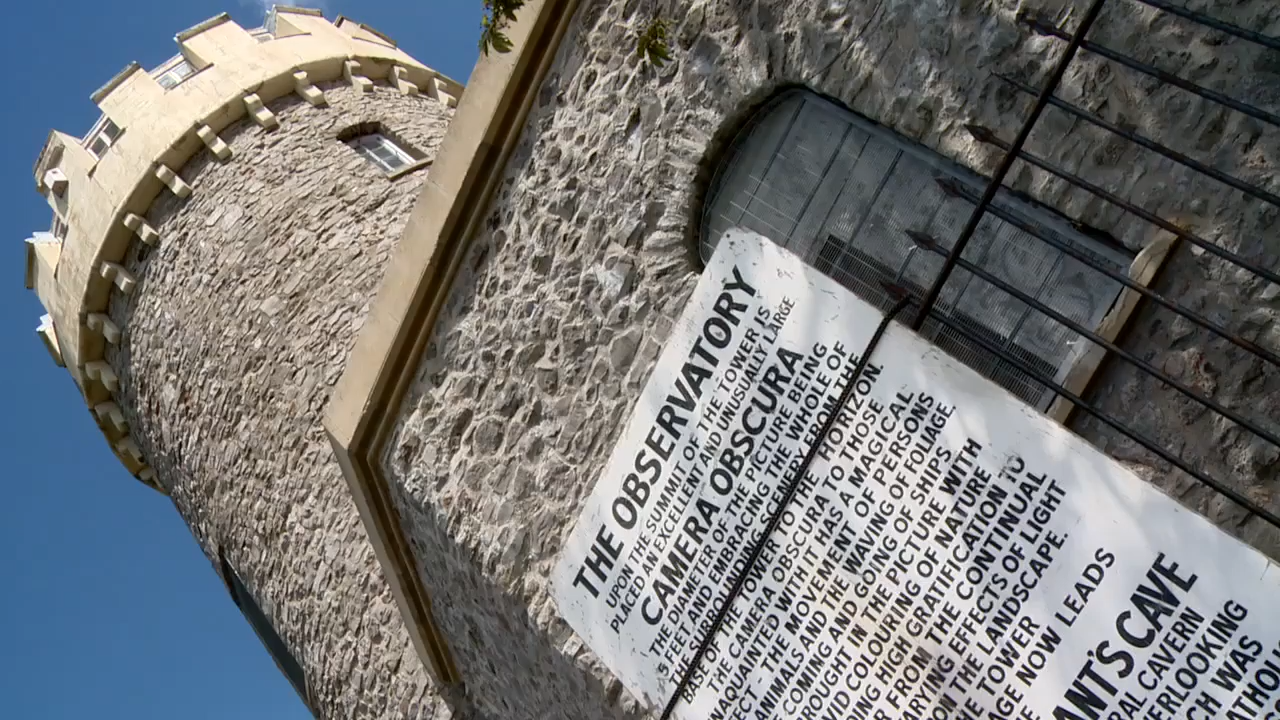 THE OBSERVATORY
UPON THE SUMMIT OF THE TOWER IS
PLACED AN EXCELLENT AND UNUSUALLY LARGE
CAMERA OBSCURA
THE DIAMETER OF THE PICTURE BEING
5 FEET AND EMBRACING THE WHOLE OF
THE SURROUNDING SCENERY FROM THE
BASE OF THE TOWER TO THE HORIZON
THE CAMERA OBSCURA TO THOSE
UNACQUAINTED WITH IT HAS A MAGICAL
THE MOVEMENT OF PERSONS
ANIMALS AND THE WAVING OF FOLIAGE.
COMING AND GOING OF SHIPS.
BROUGHT IN THE PICTURE WITH
COLOURING OF NATURE
HIGH GRATIFICATION TO
FROM THE CONTINUAL
EFFECTS OF LIGHT
THE LANDSCAPE.
TOWER
NOW LEADS
CAVE
CAVERN
WAS